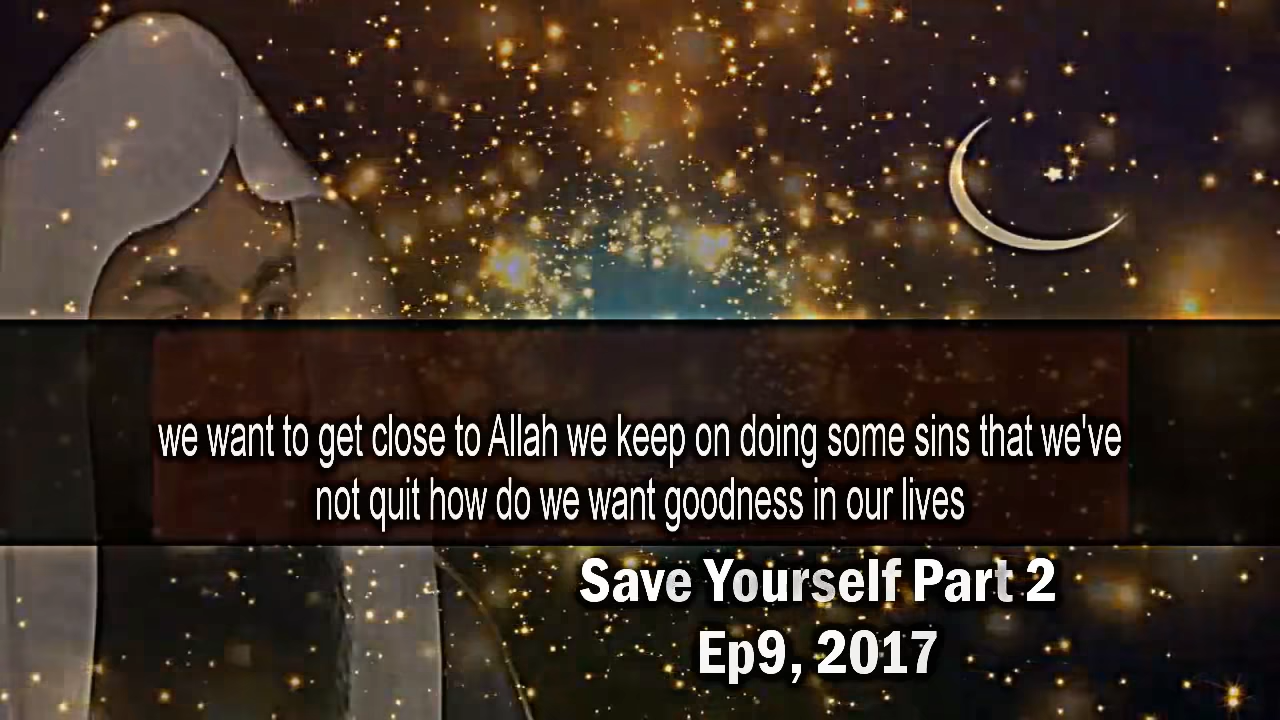 we want to get close to Allah we keep on doing some sins that we've
not quit how do we want goodness in our lives
Save Yourself Part 2
Ep9, 2017